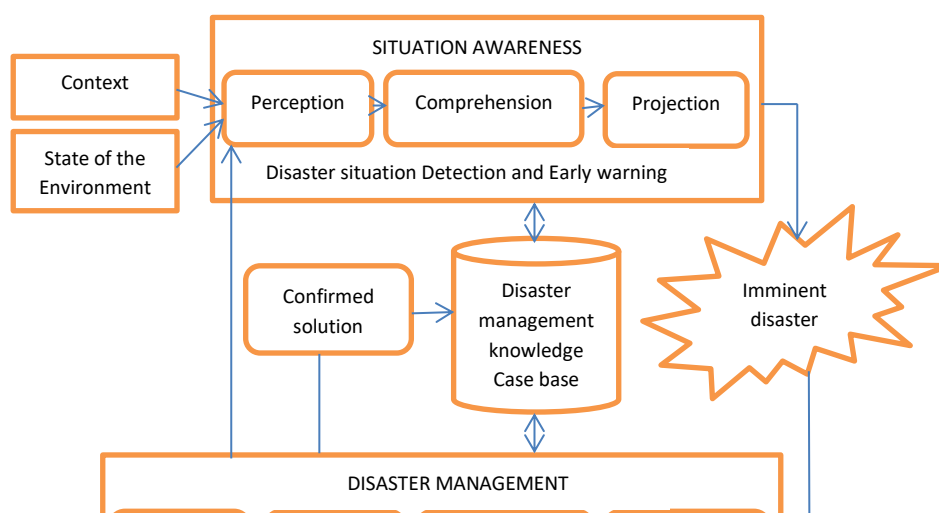 SITUATION AWARENESS
Context
Perception
Comprehension
Projection
State of the
Environment
Disaster situation Detection and Early warning
Confirmed
solution
Disaster
management
knowledge
Case base
Imminent
disaster
DISASTER MANAGEMENT